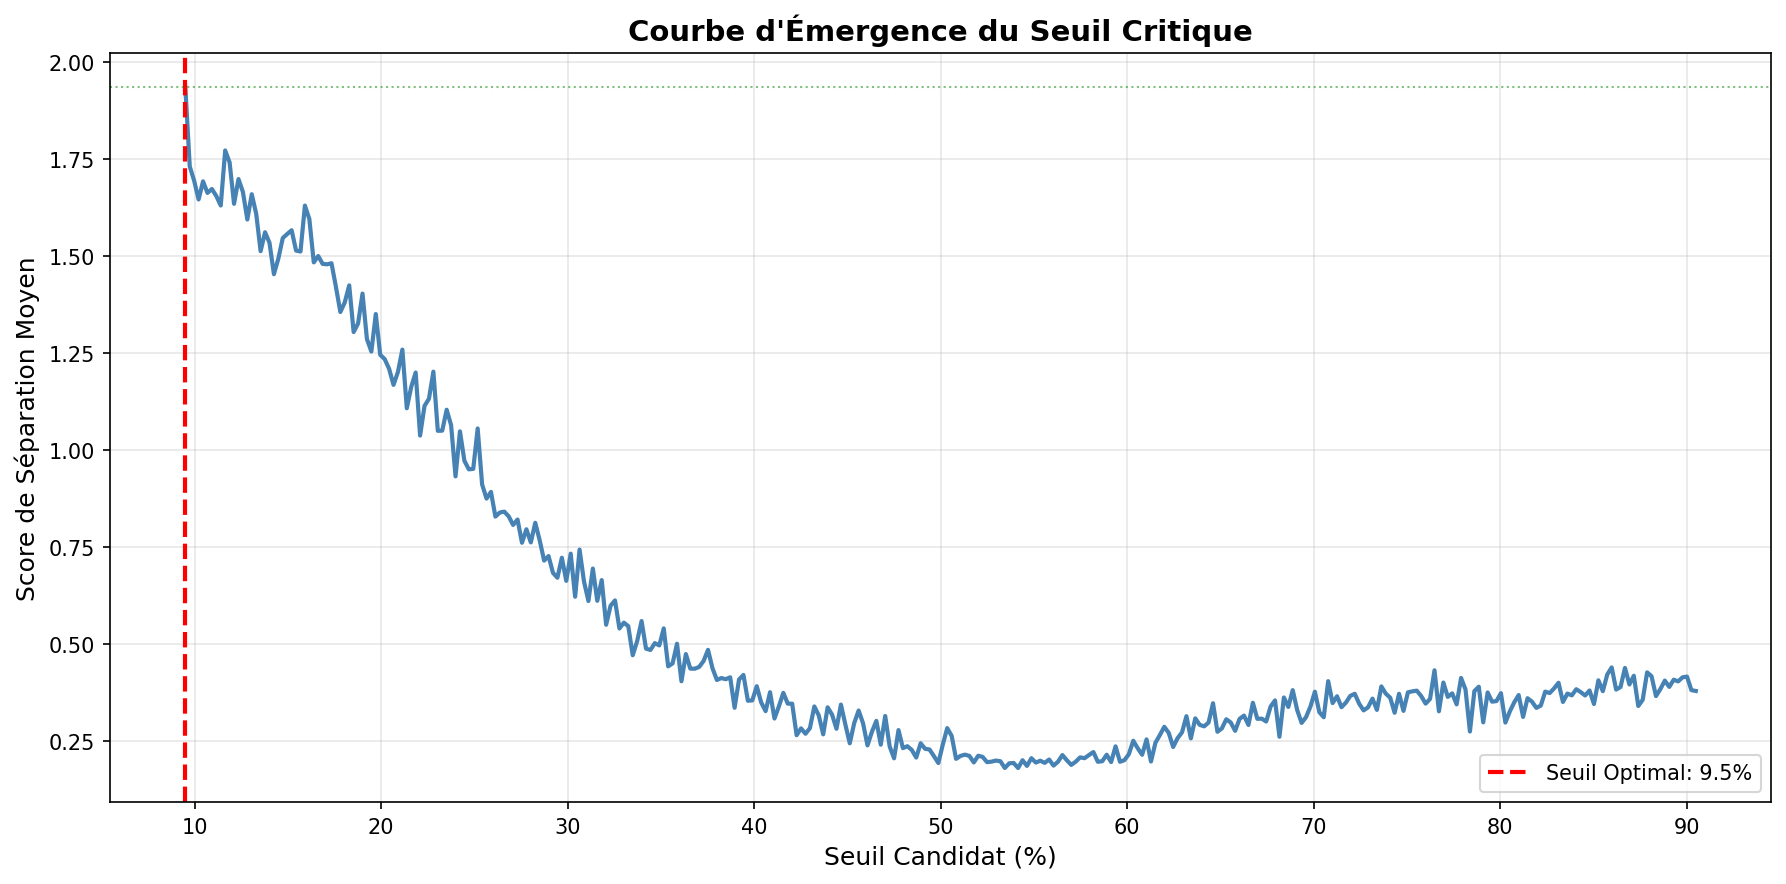 Courbe d'Émergence du Seuil Critique
Score de Séparation Moyen
2.00
1.75
1.50
1.25
1.00
0.75
0.50
0.25
Seuil Optimal: 9.5%
10 20 30 40 50 60 70 80 90
Seuil Candidat (%)